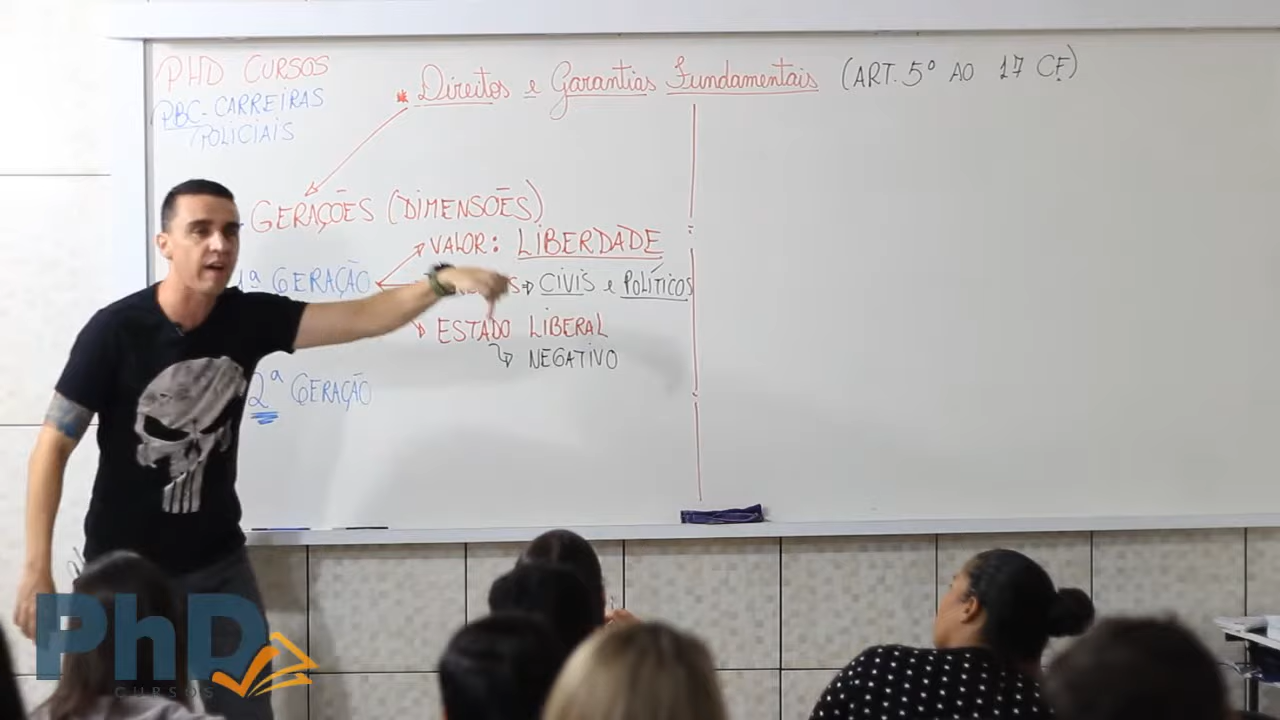 PHD CURSOS
PBC - CARREIRAS
POLICIAIS
* Direitos e Garantias Fundamentais (ART. 5º AO 17 CF)
GERAÇÕES (DIMENSÕES)
1ª GERAÇÃO
VALOR: LIBERDADE
CIVIS e POLÍTICOS
ESTADO LIBERAL
NEGATIVO
2ª GERAÇÃO
PhD
CURSOS